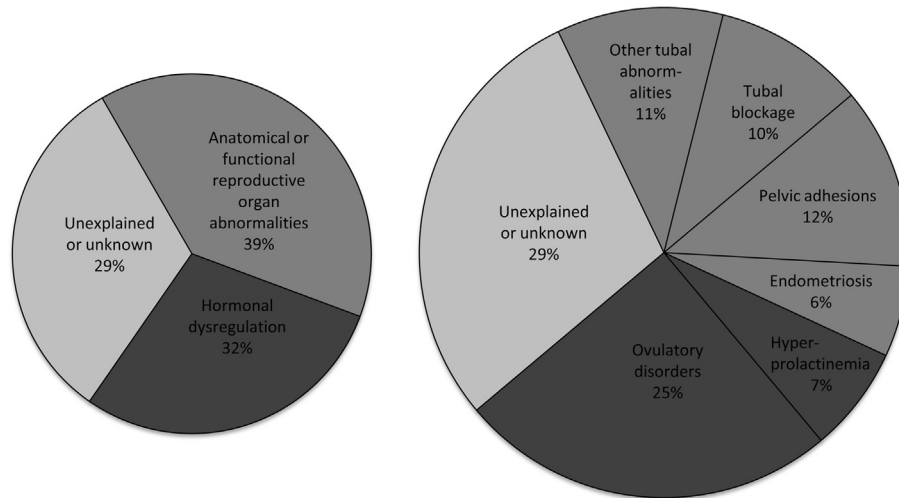 Anatomical or
functional
reproductive
organ
abnormalities
39%
Unexplained
or unknown
29%
Hormonal
dysregulation
32%
Other tubal
abnorm-
alities
11%
Tubal
blockage
10%
Pelvic adhesions
12%
Endometriosis
6%
Hyper-
prolactinemia
7%
Ovulatory
disorders
25%
Unexplained
or unknown
29%